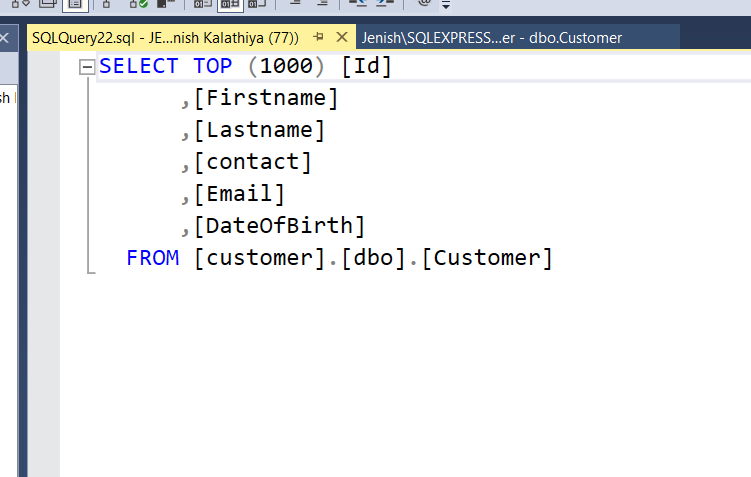 SQLQuery22.sql - JE...nish Kalathiya (77))
Jenish\SQLEXPRESS...er - dbo.Customer
SELECT TOP (1000) [Id]
,[Firstname]
,[Lastname]
,[contact]
,[Email]
,[DateOfBirth]
FROM [customer].[dbo].[Customer]